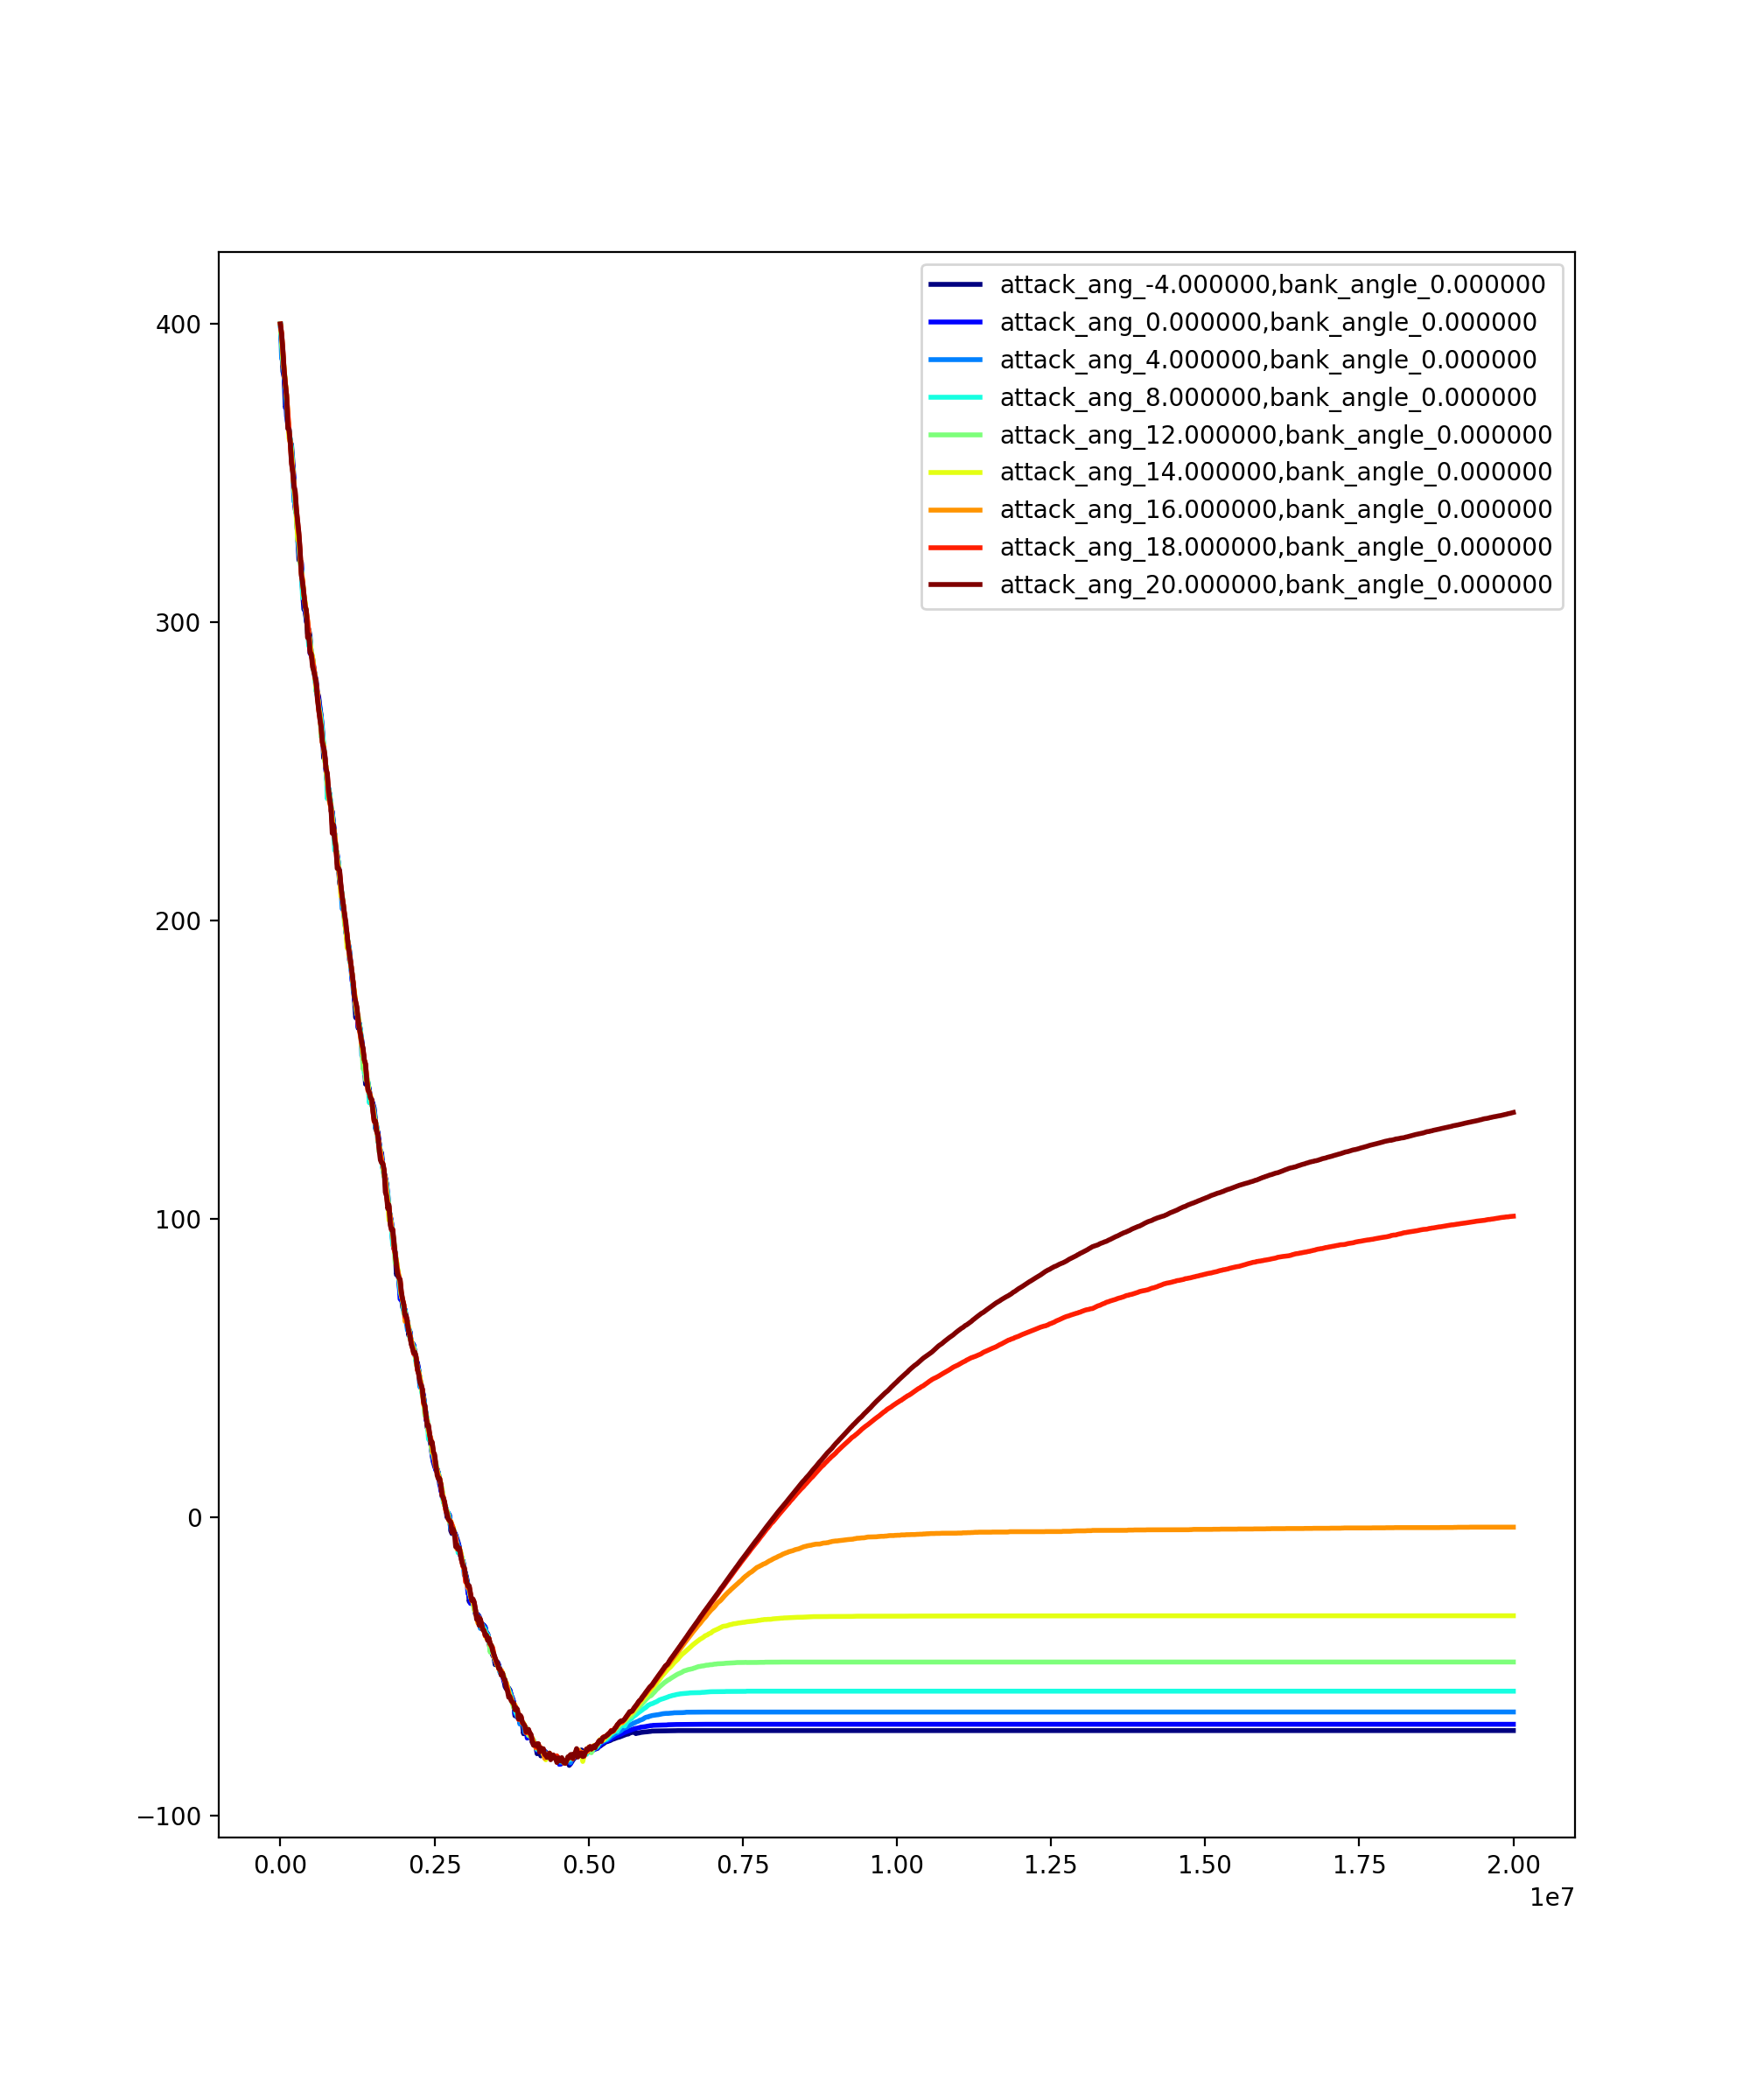 attack_ang_-4.000000,bank_angle_0.000000
attack_ang_0.000000,bank_angle_0.000000
attack_ang_4.000000,bank_angle_0.000000
attack_ang_8.000000,bank_angle_0.000000
attack_ang_12.000000,bank_angle_0.000000
attack_ang_14.000000,bank_angle_0.000000
attack_ang_16.000000,bank_angle_0.000000
attack_ang_18.000000,bank_angle_0.000000
attack_ang_20.000000,bank_angle_0.000000
400
300
200
100
0
−100
0.00 0.25 0.50 0.75 1.00 1.25 1.50 1.75 2.00
1e7